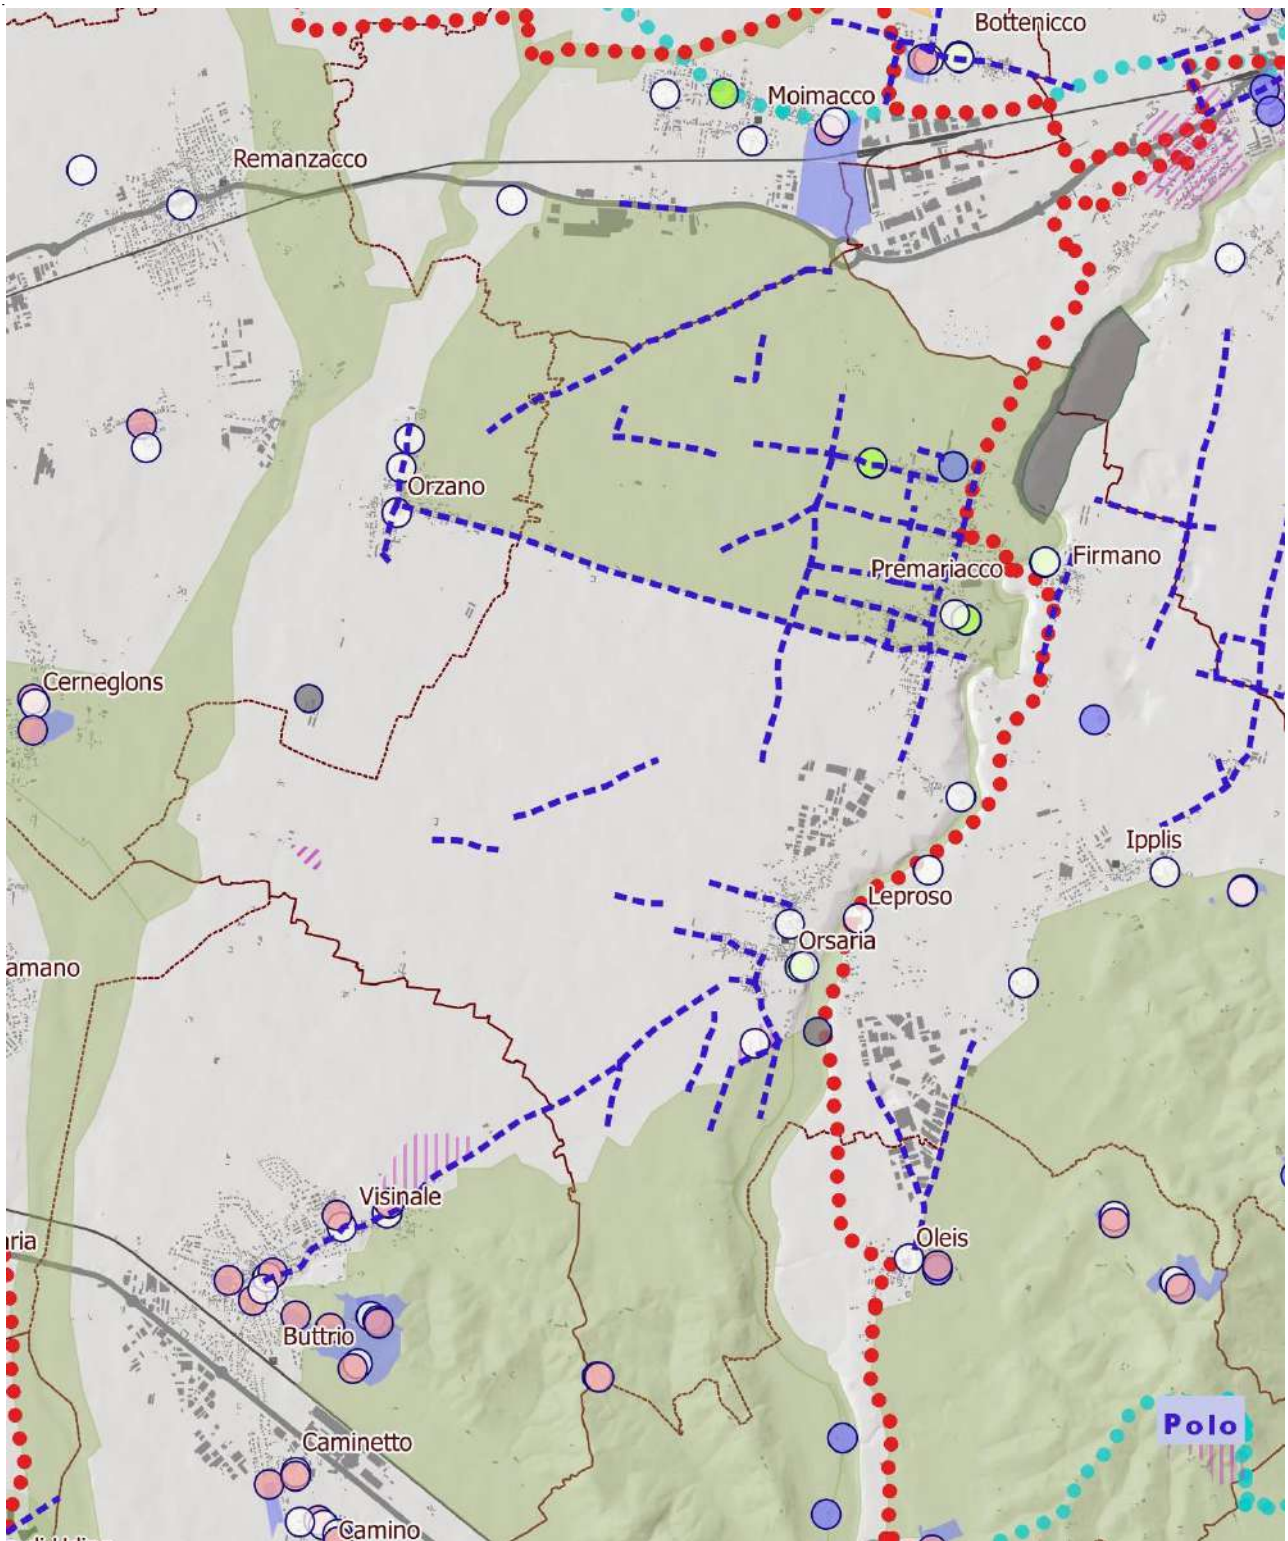 Bottenicco
Moimacco
Remanzacco
Orzano
Firmano
Premariacco
Cerneglons
Ipplis
Leproso
Orsaria
amano
Visinale
Oleis
ria
Buttrio
Polo
Caminetto
Camino